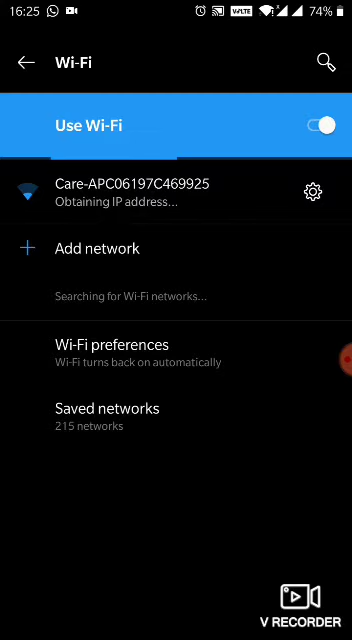 16:25 VoLTE 74%
Wi-Fi
Use Wi-Fi
Care-APC06197C469925
Obtaining IP address...
Add network
Searching for Wi-Fi networks...
Wi-Fi preferences
Wi-Fi turns back on automatically
Saved networks
215 networks
V RECORDER